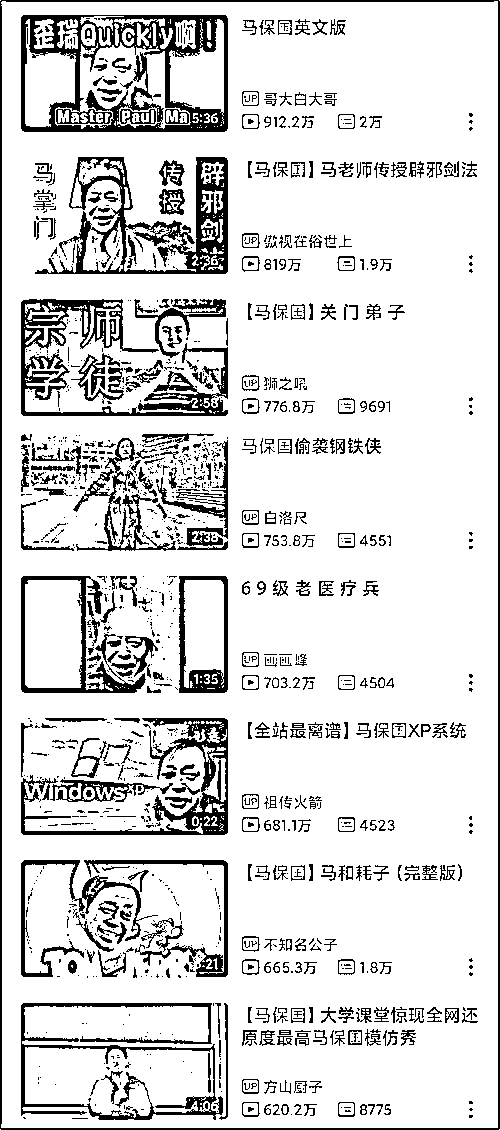 歪瑞Quickly啊！
Master Paul Ma
5:36
马保国英文版
UP 哥大白大哥
912.2万 2万
马掌门
传授
辟邪剑法
【马保国】马老师传授辟邪剑法
UP 傲视在俗世上
819万 1.9万
宗师
学徒
2:58
【马保国】关门弟子
UP 狮之吼
776.8万 9691
2:38
马保国偷袭钢铁侠
UP 白洛尺
753.8万 4551
1:35
69级老医疗兵
UP 画画峰
703.2万 4504
Windows xp
0:22
【全站最离谱】马保国XP系统
UP 祖传火箭
681.1万 4523
【马保国】马和耗子（完整版）
UP 不知名公子
665.3万 1.8万
4:06
【马保国】大学课堂惊现全网还
原度最高马保国模仿秀
UP 方山厨子
620.2万 8775